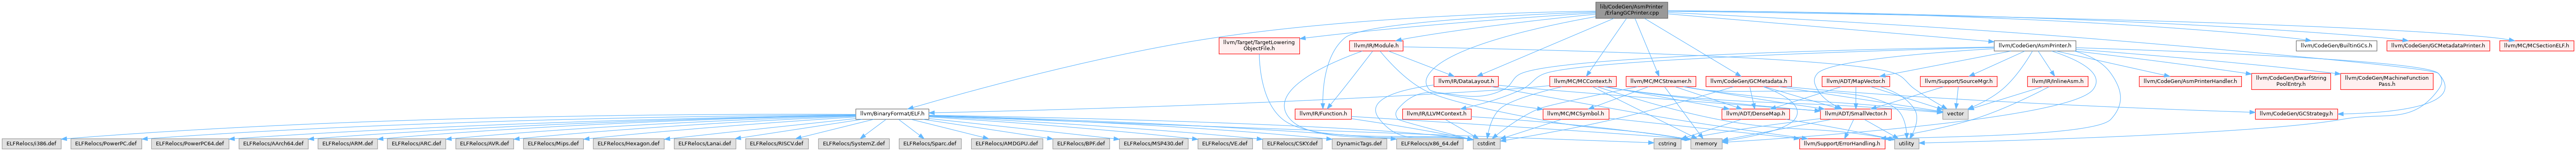 lib/CodeGen/AsmPrinter
/ErlangGCPrinter.cpp
llvm/Target/TargetLowering
ObjectFile.h
llvm/IR/Module.h
llvm/CodeGen/AsmPrinter.h
llvm/CodeGen/BuiltinGCs.h
llvm/CodeGen/GCMetadataPrinter.h
llvm/MC/MCSectionELF.h
llvm/IR/DataLayout.h
llvm/MC/MCContext.h
llvm/MC/MCStreamer.h
llvm/CodeGen/GCMetadata.h
llvm/ADT/MapVector.h
llvm/Support/SourceMgr.h
llvm/IR/InlineAsm.h
llvm/CodeGen/AsmPrinterHandler.h
llvm/CodeGen/DwarfString
PoolEntry.h
llvm/CodeGen/MachineFunction
Pass.h
llvm/BinaryFormat/ELF.h
llvm/IR/Function.h
llvm/IR/LLVMContext.h
llvm/MC/MCSymbol.h
llvm/ADT/DenseMap.h
llvm/ADT/SmallVector.h
vector
llvm/CodeGen/GCStrategy.h
ELFRelocs/i386.def
ELFRelocs/PowerPC.def
ELFRelocs/PowerPC64.def
ELFRelocs/AArch64.def
ELFRelocs/ARM.def
ELFRelocs/ARC.def
ELFRelocs/AVR.def
ELFRelocs/Mips.def
ELFRelocs/Hexagon.def
ELFRelocs/Lanai.def
ELFRelocs/RISCV.def
ELFRelocs/SystemZ.def
ELFRelocs/Sparc.def
ELFRelocs/AMDGPU.def
ELFRelocs/BPF.def
ELFRelocs/MSP430.def
ELFRelocs/VE.def
ELFRelocs/CSKY.def
DynamicTags.def
ELFRelocs/x86_64.def
cstdint
cstring
memory
llvm/Support/ErrorHandling.h
utility